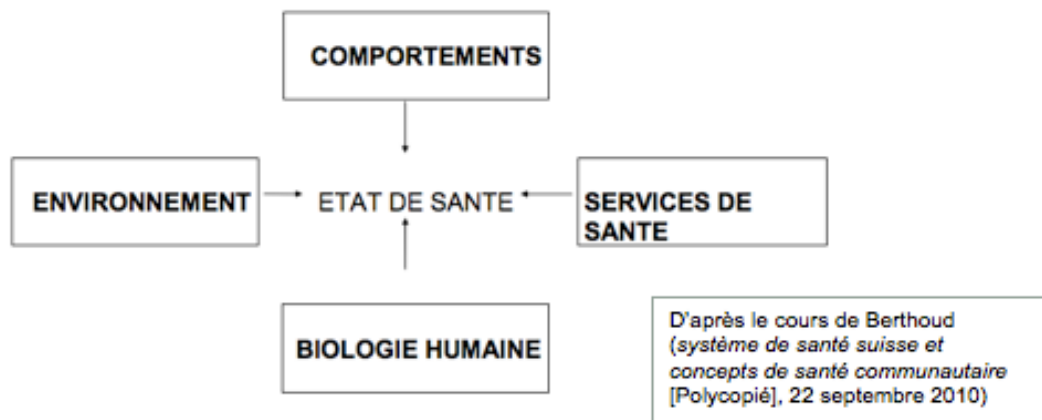 COMPORTEMENTS
ENVIRONNEMENT
ETAT DE SANTE
SERVICES DE
SANTE
BIOLOGIE HUMAINE
D'après le cours de Berthoud
(système de santé suisse et
concepts de santé communautaire
[Polycopié], 22 septembre 2010)